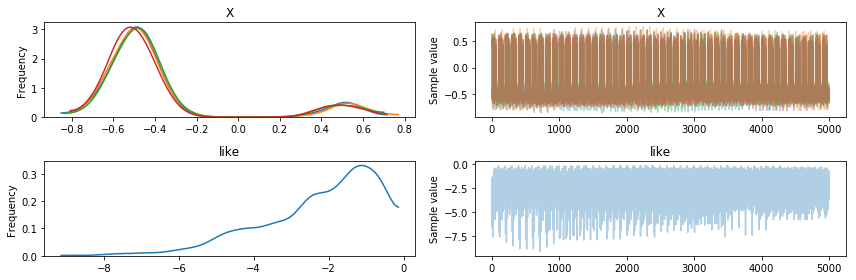 X
Frequency
3
2
1
0
−0.8 −0.6 −0.4 −0.2 0.0 0.2 0.4 0.6 0.8
X
Sample value
0.5
0.0
−0.5
0 1000 2000 3000 4000 5000
like
Frequency
0.3
0.2
0.1
0.0
−8 −6 −4 −2 0
like
Sample value
0.0
−2.5
−5.0
−7.5
0 1000 2000 3000 4000 5000